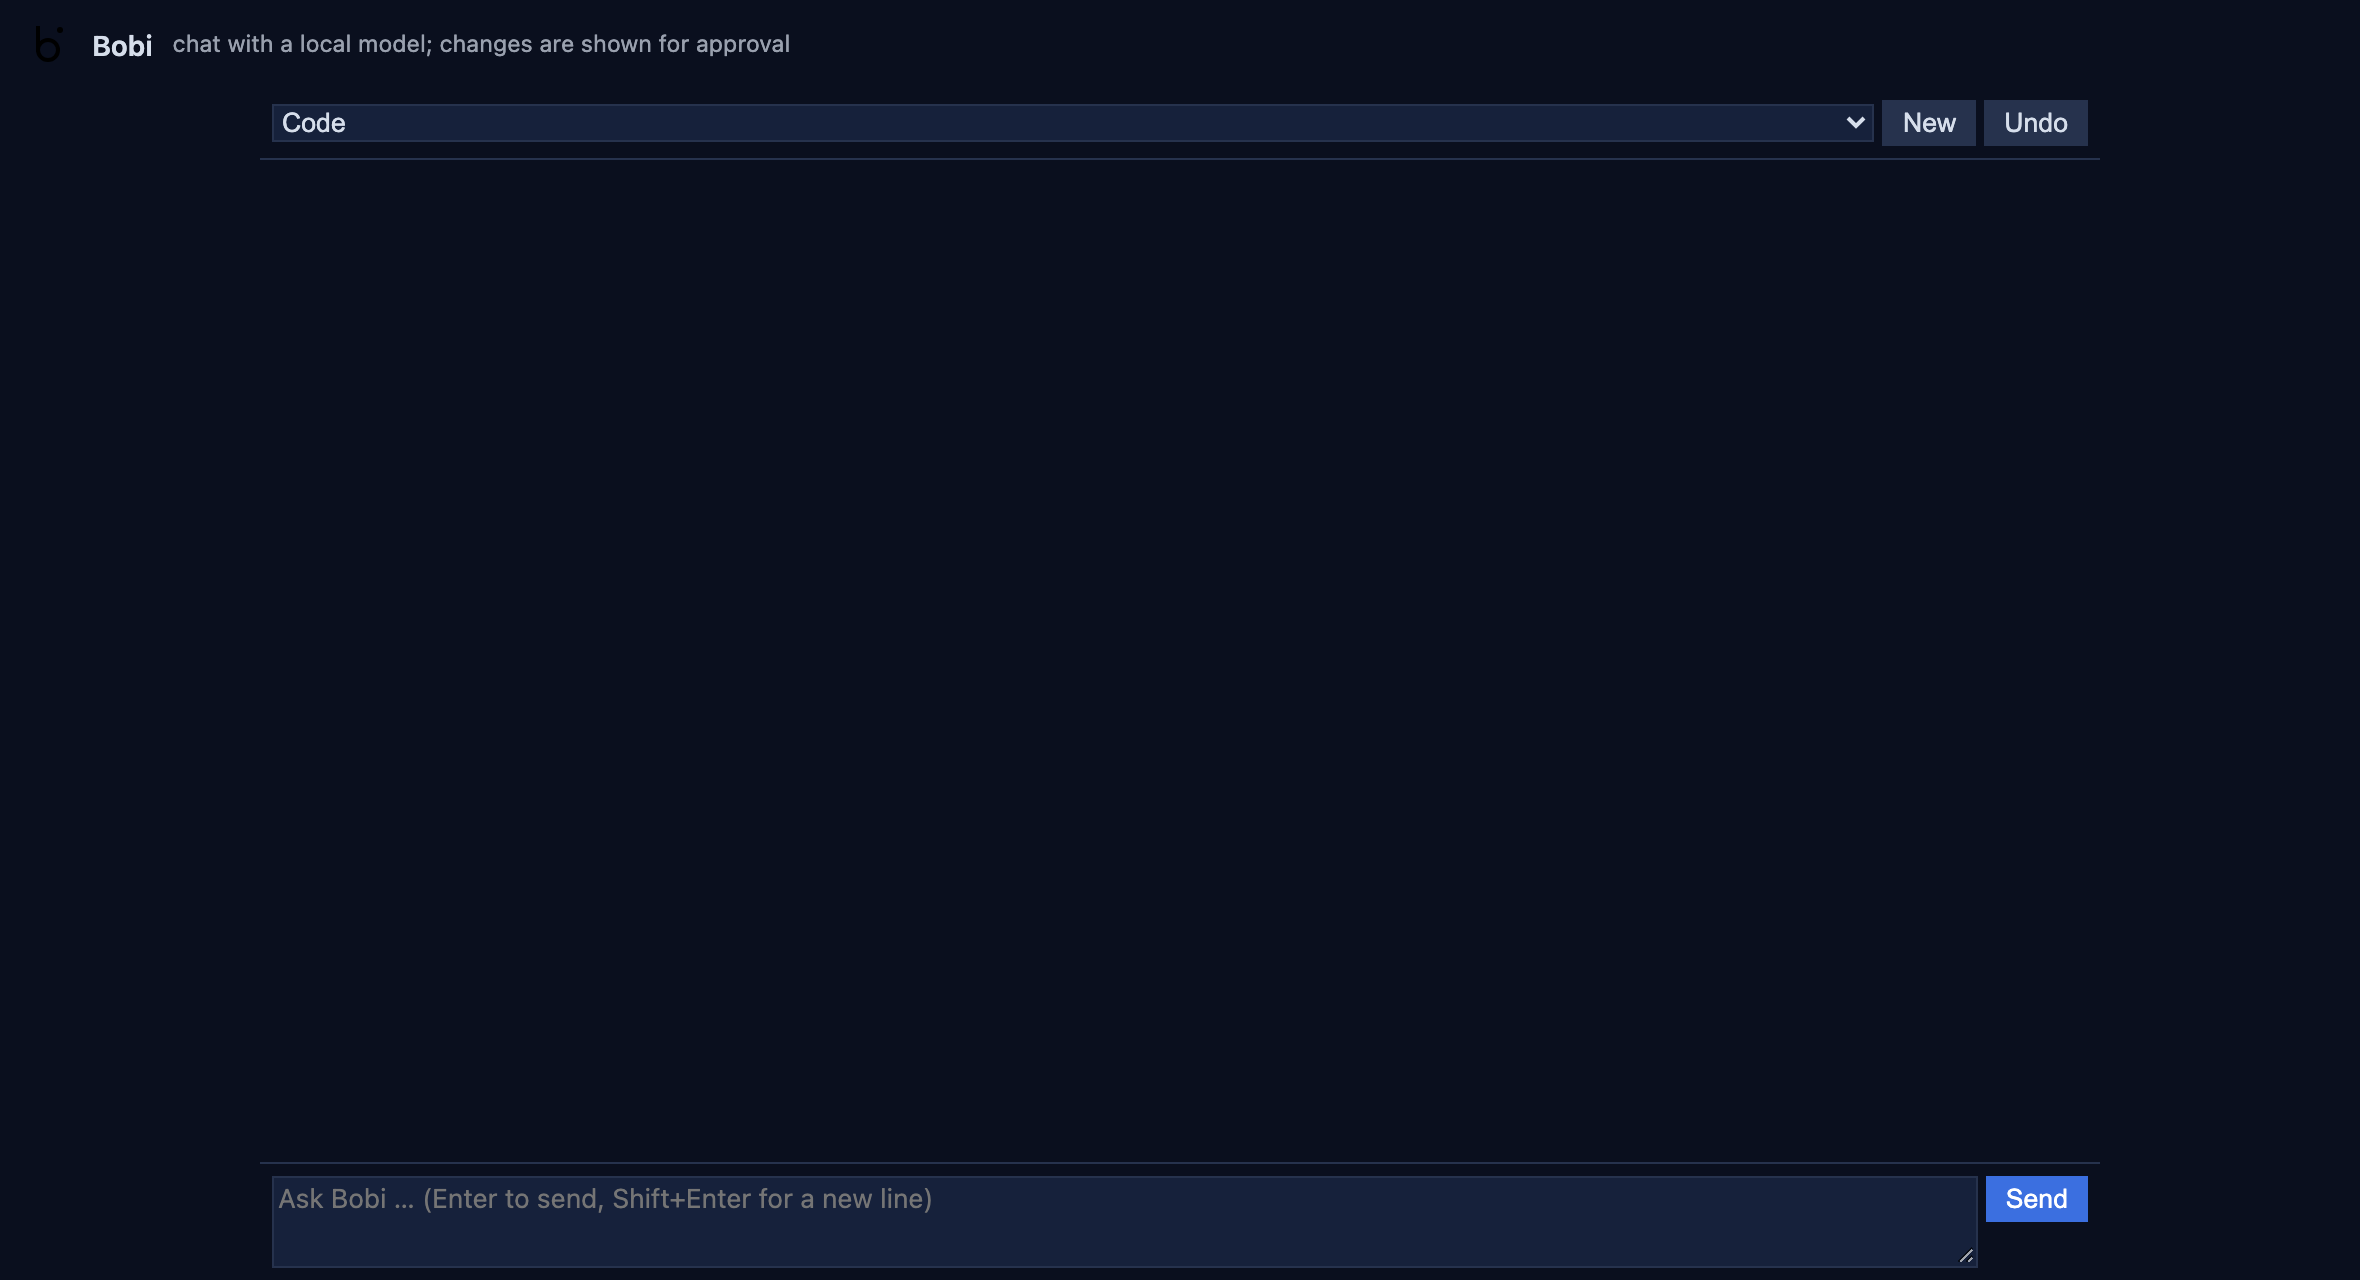 Bobi chat with a local model; changes are shown for approval
Code New Undo
Ask Bobi ... (Enter to send, Shift+Enter for a new line) Send